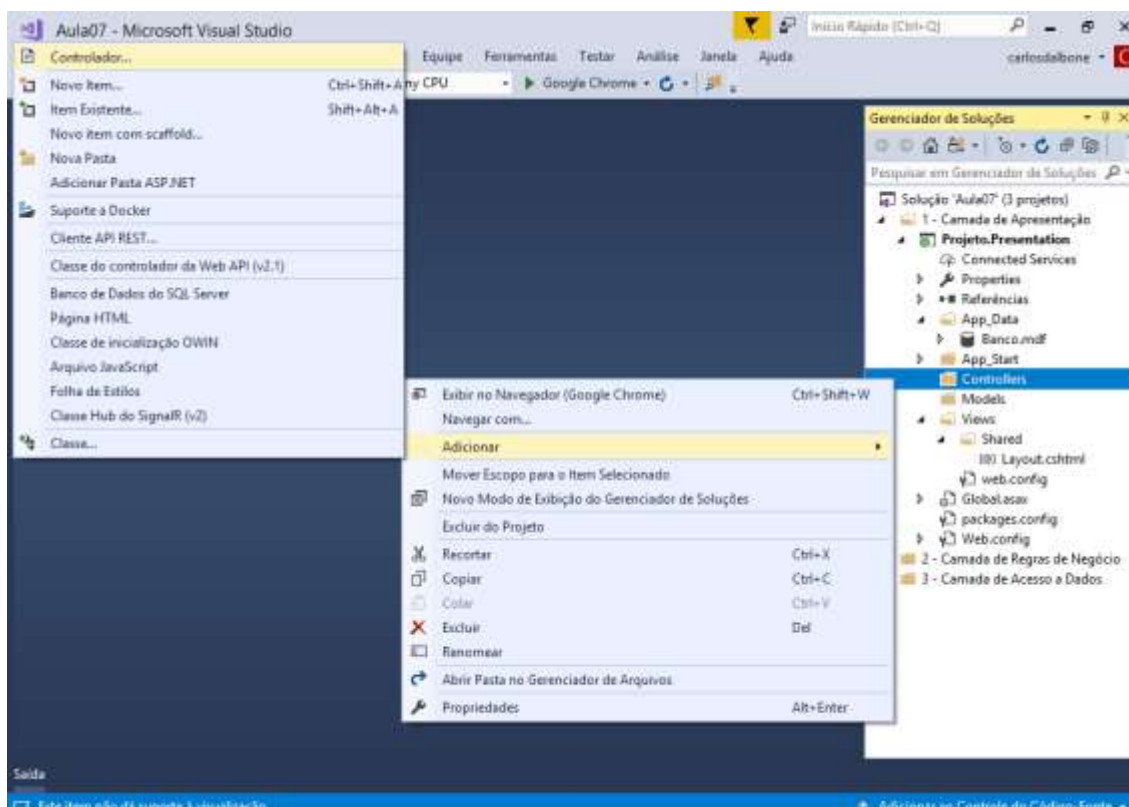 Aula07 - Microsoft Visual Studio
Início Rápido (Ctrl+Q)
Equipe Ferramentas Testar Análise Janela Ajuda
carlosdalbone
ny CPU Google Chrome
Controlador...
Novo Item... Ctrl+Shift+A
Item Existente... Shift+Alt+A
Novo item com scaffold...
Nova Pasta
Adicionar Pasta ASP.NET
Suporte a Docker
Cliente API REST...
Classe do controlador da Web API (v2.1)
Banco de Dados do SQL Server
Página HTML
Classe de inicialização OWIN
Arquivo JavaScript
Folha de Estilos
Classe Hub do SignalR (v2)
Classe...
Exibir no Navegador (Google Chrome) Ctrl+Shift+W
Navegar com...
Adicionar
Mover Escopo para o Item Selecionado
Novo Modo de Exibição do Gerenciador de Soluções
Excluir do Projeto
Recortar Ctrl+X
Copiar Ctrl+C
Colar Ctrl+V
Excluir Del
Renomear
Abrir Pasta no Gerenciador de Arquivos
Propriedades Alt+Enter
Gerenciador de Soluções
Pesquisar em Gerenciador de Soluções
Solução 'Aula07' (3 projetos)
1 - Camada de Apresentação
Projeto.Presentation
Connected Services
Properties
Referências
App_Data
Banco.mdf
App_Start
Controllers
Models
Views
Shared
Layout.cshtml
web.config
Global.asax
packages.config
Web.config
2 - Camada de Regras de Negócio
3 - Camada de Acesso a Dados
Saída
Este item não dá suporte à visualização
Adicionar ao Controle do Código-Fonte